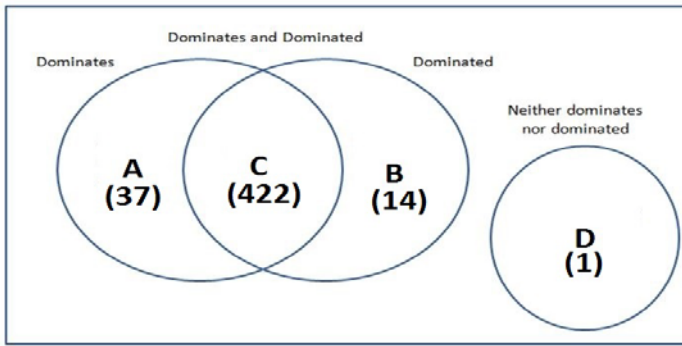 Dominates and Dominated
Dominates
Dominated
Neither dominates
nor dominated
A
(37)
C
(422)
B
(14)
D
(1)